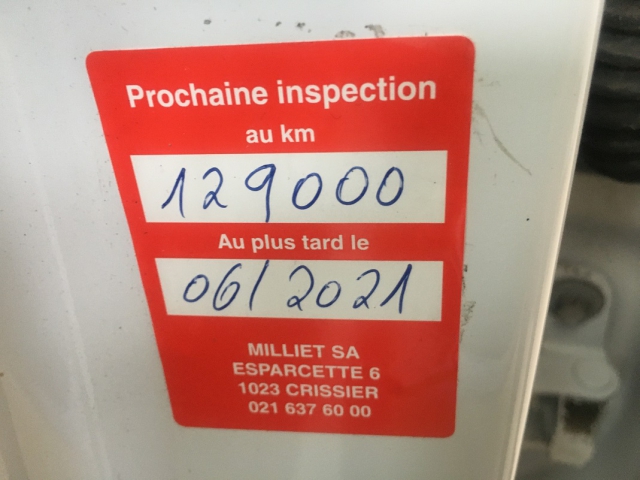 Prochaine inspection
au km
129000
Au plus tard le
06/2021
MILLIET SA
ESPARCETTE 6
1023 CRISSIER
021 637 60 00